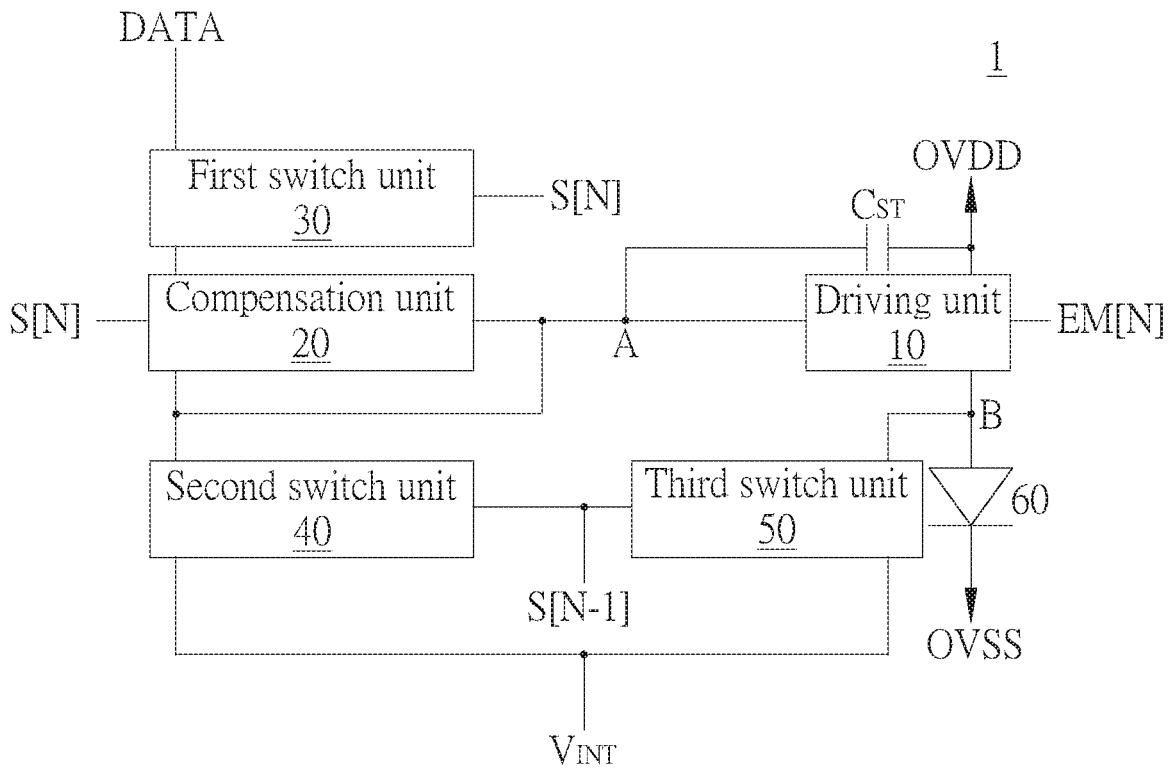 DATA
1
OVDD
First switch unit
30
S[N]
CST
S[N]
Compensation unit
20
A
Driving unit
10
EM[N]
B
Second switch unit
40
Third switch unit
50
60
S[N-1]
OVSS
VINT